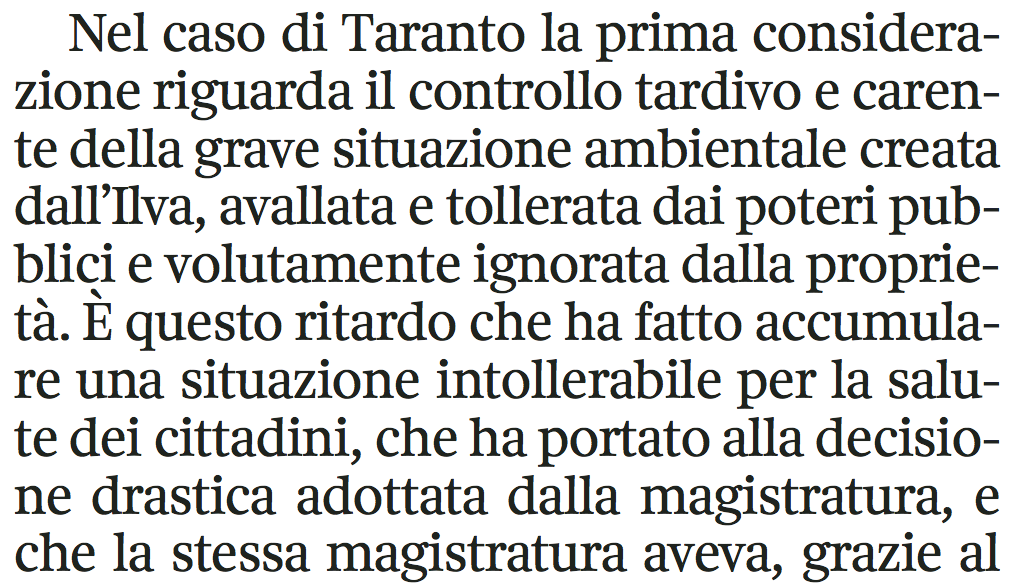 Nel caso di Taranto la prima considera-
zione riguarda il controllo tardivo e caren-
te della grave situazione ambientale creata
dall’Ilva, avallata e tollerata dai poteri pub-
blici e volutamente ignorata dalla proprie-
tà. È questo ritardo che ha fatto accumula-
re una situazione intollerabile per la salu-
te dei cittadini, che ha portato alla decisio-
ne drastica adottata dalla magistratura, e
che la stessa magistratura aveva, grazie al